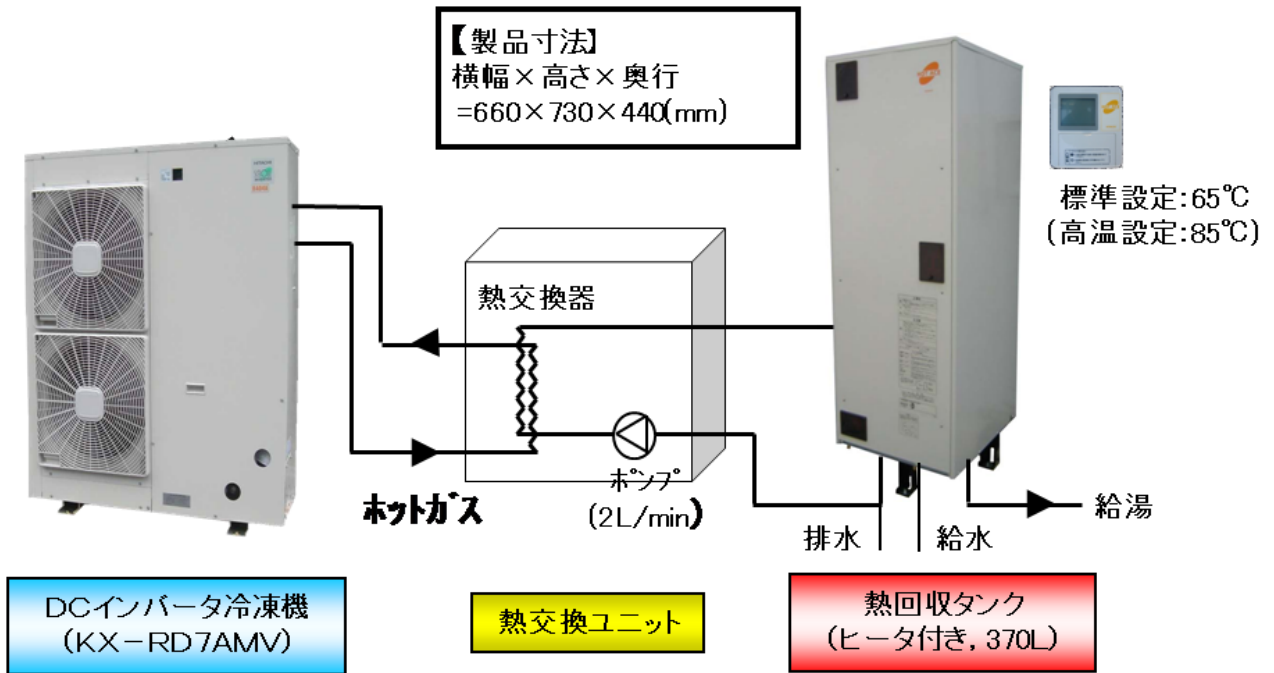 【製品寸法】
横幅×高さ×奥行
=660×730×440(mm)
標準設定:65℃
(高温設定:85℃)
熱交換器
ポンプ
(2L/min)
ホットガス
排水
給水
給湯
DCインバータ冷凍機
(KX-RD7AMV)
熱交換ユニット
熱回収タンク
(ヒータ付き, 370L)